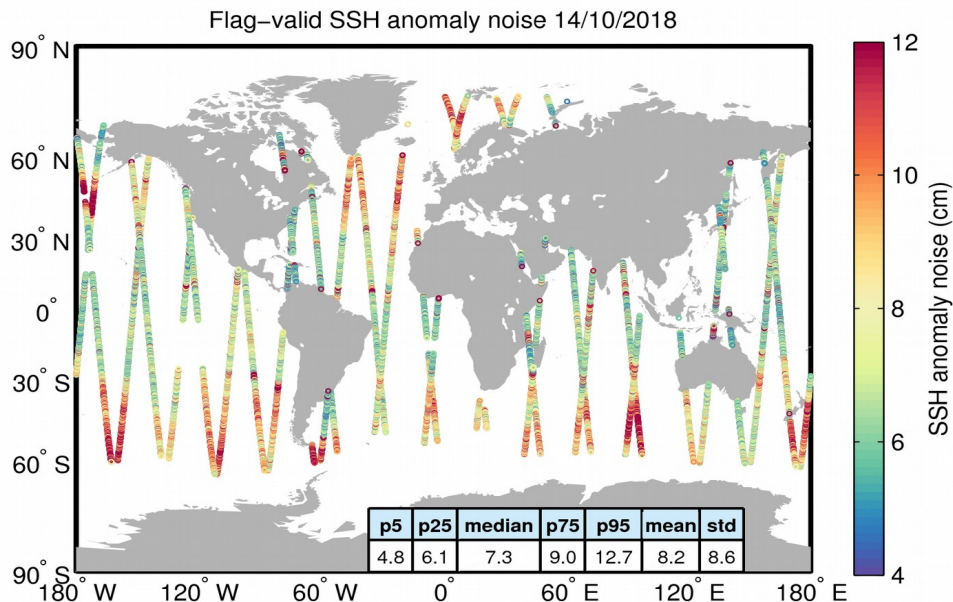 Flag−valid SSH anomaly noise 14/10/2018
90° N
60° N
30° N
0°
30° S
60° S
90° S
180° W
120° W
60° W
0°
60° E
120° E
180° E
p5 p25 median p75 p95 mean std
4.8 6.1 7.3 9.0 12.7 8.2 8.6
12
10
8
6
4
SSH anomaly noise (cm)